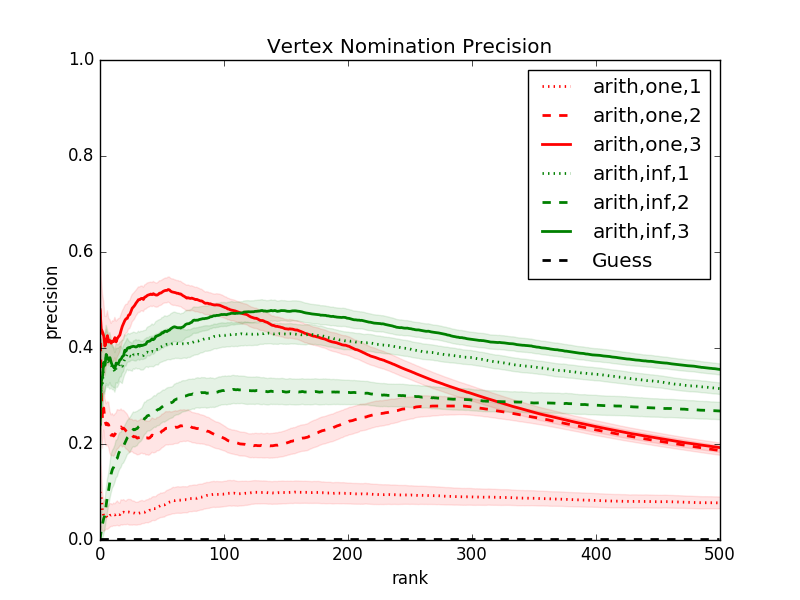 Vertex Nomination Precision
1.0
0.8
0.6
0.4
0.2
0.0
precision
arith,one,1
arith,one,2
arith,one,3
arith,inf,1
arith,inf,2
arith,inf,3
Guess
0 100 200 300 400 500
rank